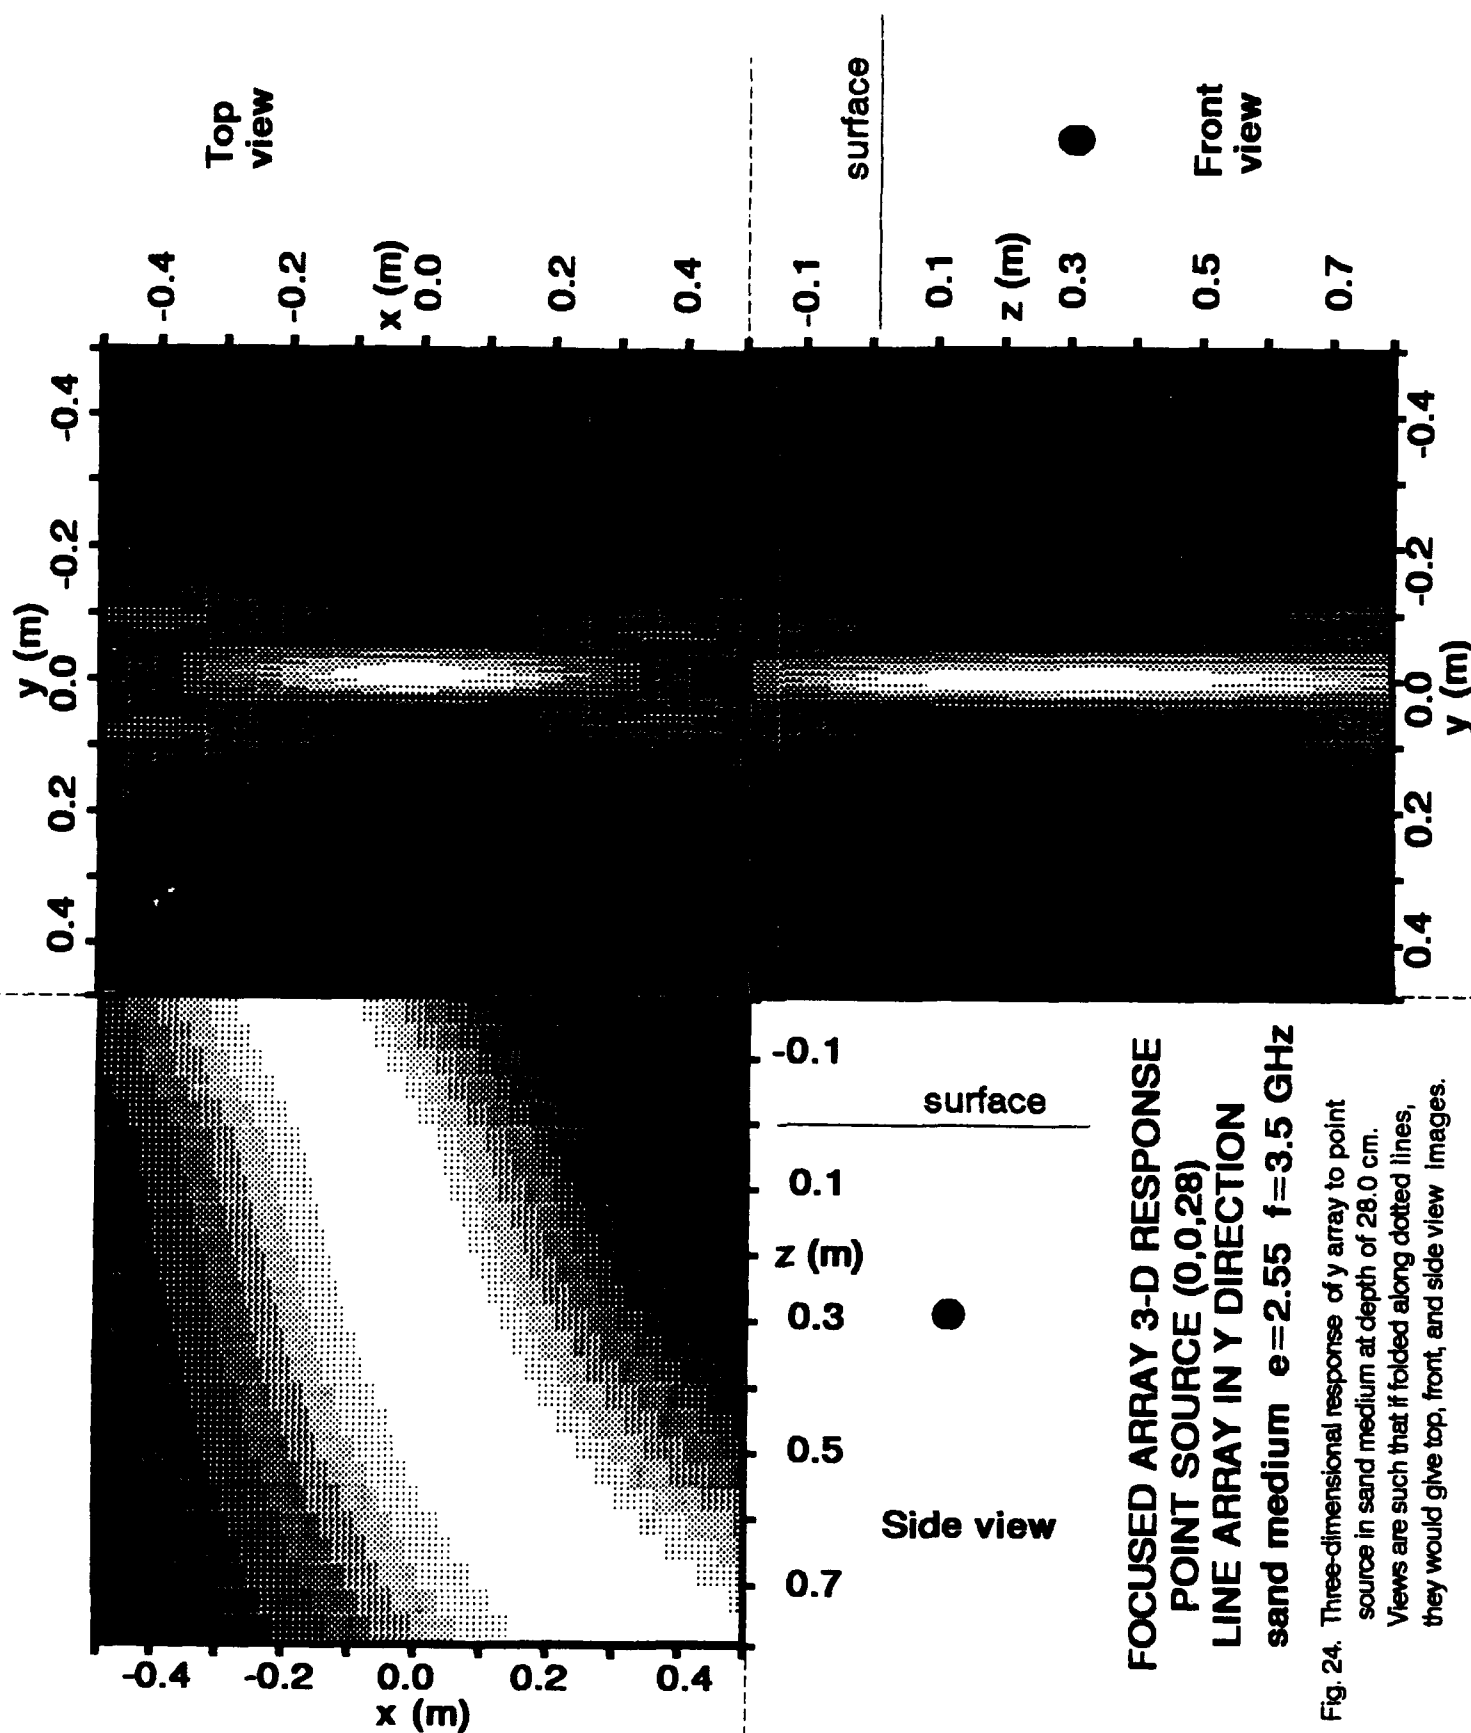 Top
view
y (m)
0.4
0.2
0.0
-0.2
-0.4
-0.4
-0.2
x (m)
0.0
0.2
0.4
surface
-0.1
0.1
z (m)
0.3
0.5
0.7
Front
view
0.4
0.2
0.0
-0.2
-0.4
y (m)
-0.4
-0.2
0.0
0.2
0.4
x (m)
-0.1
0.1
z (m)
0.3
0.5
0.7
surface
Side view
FOCUSED ARRAY 3-D RESPONSE
POINT SOURCE (0,0,28)
LINE ARRAY IN Y DIRECTION
sand medium e=2.55 f=3.5 GHz
Fig. 24. Three-dimensional response of y array to point
source in sand medium at depth of 28.0 cm.
Views are such that if folded along dotted lines,
they would give top, front, and side view images.